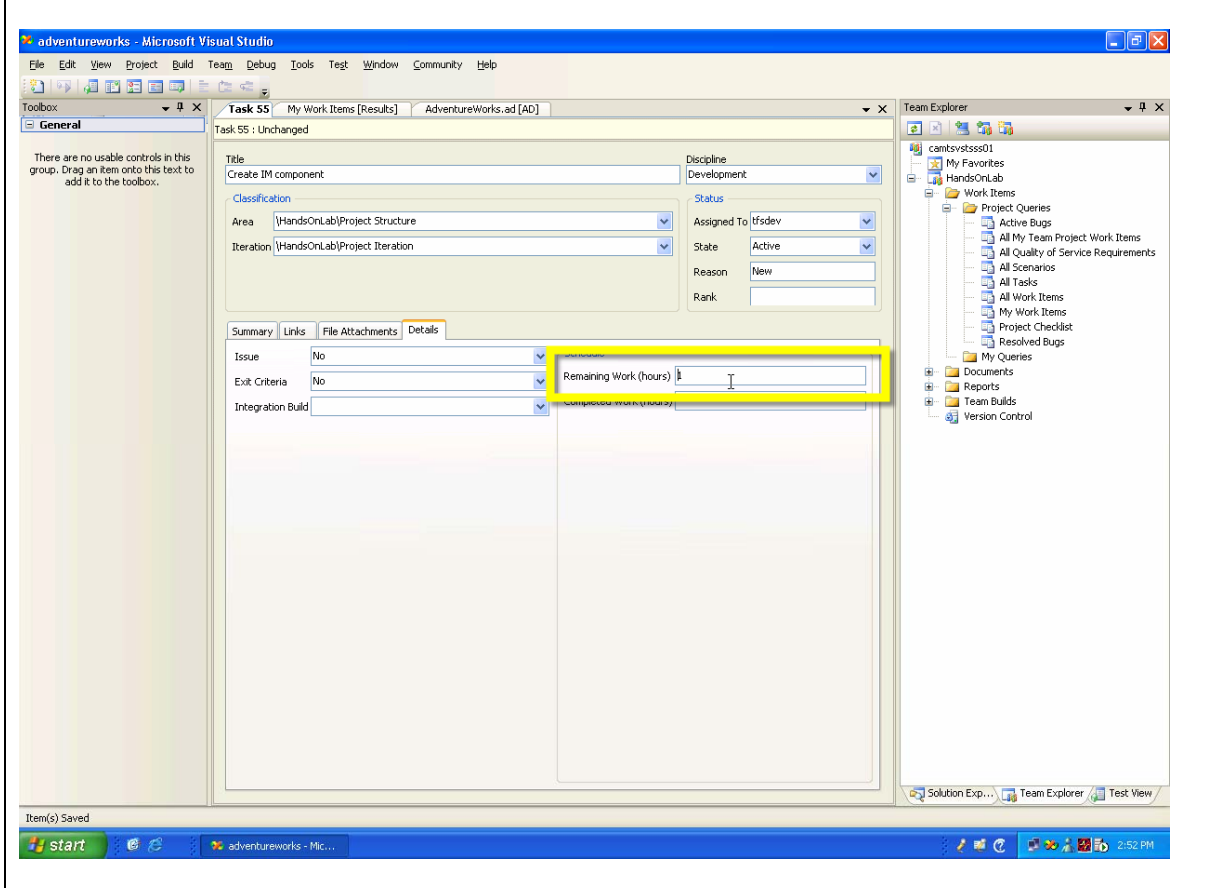 adventureworks - Microsoft Visual Studio
File Edit View Project Build Team Debug Tools Test Window Community Help
Toolbox
General
There are no usable controls in this
group. Drag an item onto this text to
add it to the toolbox.
Task 55 My Work Items [Results] AdventureWorks.ad [AD]
Task 55 : Unchanged
Title
Create IM component
Discipline
Development
Classification
Area \HandsOnLab\Project Structure
Iteration \HandsOnLab\Project Iteration
Status
Assigned To tfsdev
State Active
Reason New
Rank
Summary Links File Attachments Details
Issue No
Exit Criteria No
Integration Build
Schedule
Remaining Work (hours)
Completed Work (hours)
Team Explorer
camtsvstsss01
My Favorites
HandsOnLab
Work Items
Project Queries
Active Bugs
All My Team Project Work Items
All Quality of Service Requirements
All Scenarios
All Tasks
All Work Items
My Work Items
Project Checklist
Resolved Bugs
My Queries
Documents
Reports
Team Builds
Version Control
Solution Exp... Team Explorer Test View
Item(s) Saved
start adventureworks - Mic... 2:52 PM